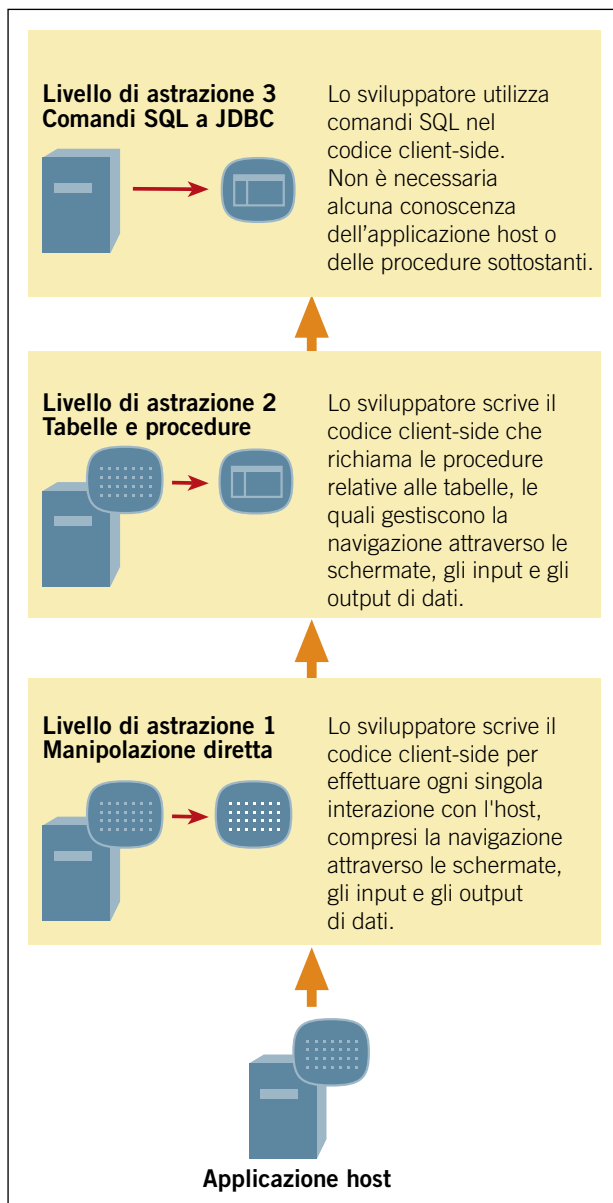 Livello di astrazione 3
Comandi SQL a JDBC
Lo sviluppatore utilizza
comandi SQL nel
codice client-side.
Non è necessaria
alcuna conoscenza
dell’applicazione host o
delle procedure sottostanti.
Livello di astrazione 2
Tabelle e procedure
Lo sviluppatore scrive il
codice client-side che
richiama le procedure
relative alle tabelle, le
quali gestiscono la
navigazione attraverso le
schermate, gli input e gli
output di dati.
Livello di astrazione 1
Manipolazione diretta
Lo sviluppatore scrive il
codice client-side per
effettuare ogni singola
interazione con l'host,
compresi la navigazione
attraverso le schermate,
gli input e gli output
di dati.
Applicazione host